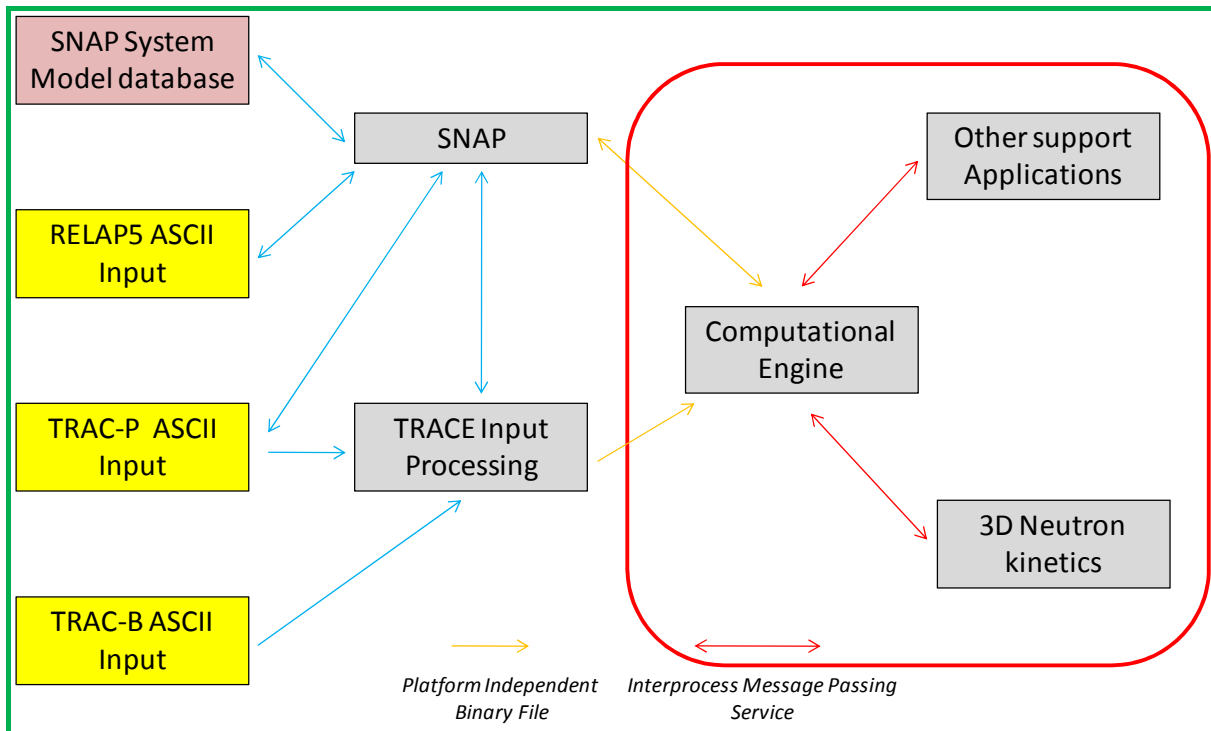 SNAP System
Model database
SNAP
Other support
Applications
RELAP5 ASCII
Input
Computational
Engine
TRAC-P ASCII
Input
TRACE Input
Processing
3D Neutron
kinetics
TRAC-B ASCII
Input
Platform Independent
Binary File
Interprocess Message Passing
Service